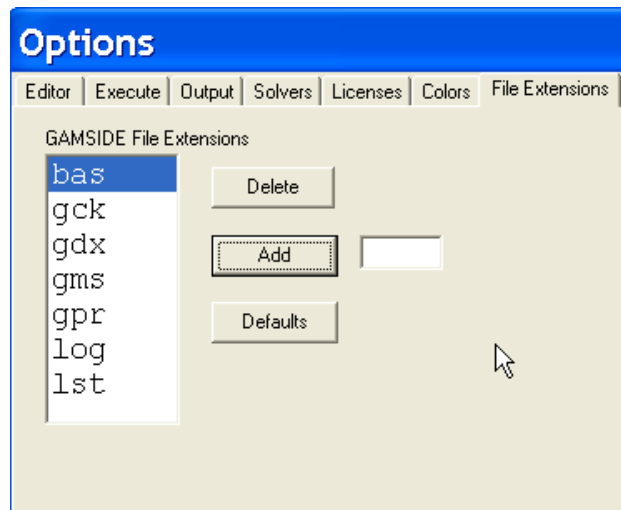 Options
Editor Execute Output Solvers Licenses Colors File Extensions
GAMSIDE File Extensions
bas
gck
gdx
gms
gpr
log
lst
Delete
Add
Defaults